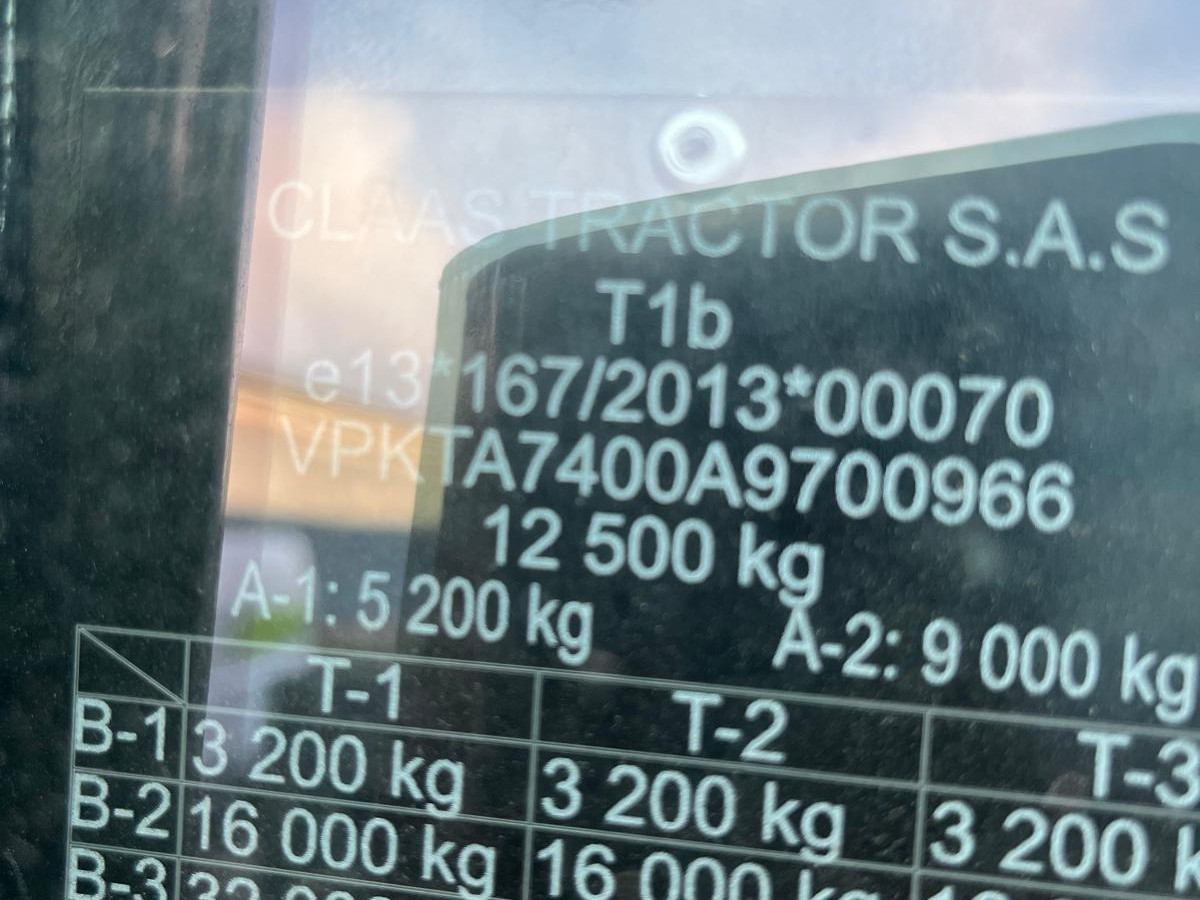 CLAAS TRACTOR S.A.S
T1b
e13*167/2013*00070
VPKTA7400A9700966
12 500 kg
A-1: 5 200 kg A-2: 9 000 kg
T-1 T-2 T-3
B-1 3 200 kg 3 200 kg 3 200 k
B-2 16 000 kg 16 000 kg
B-3